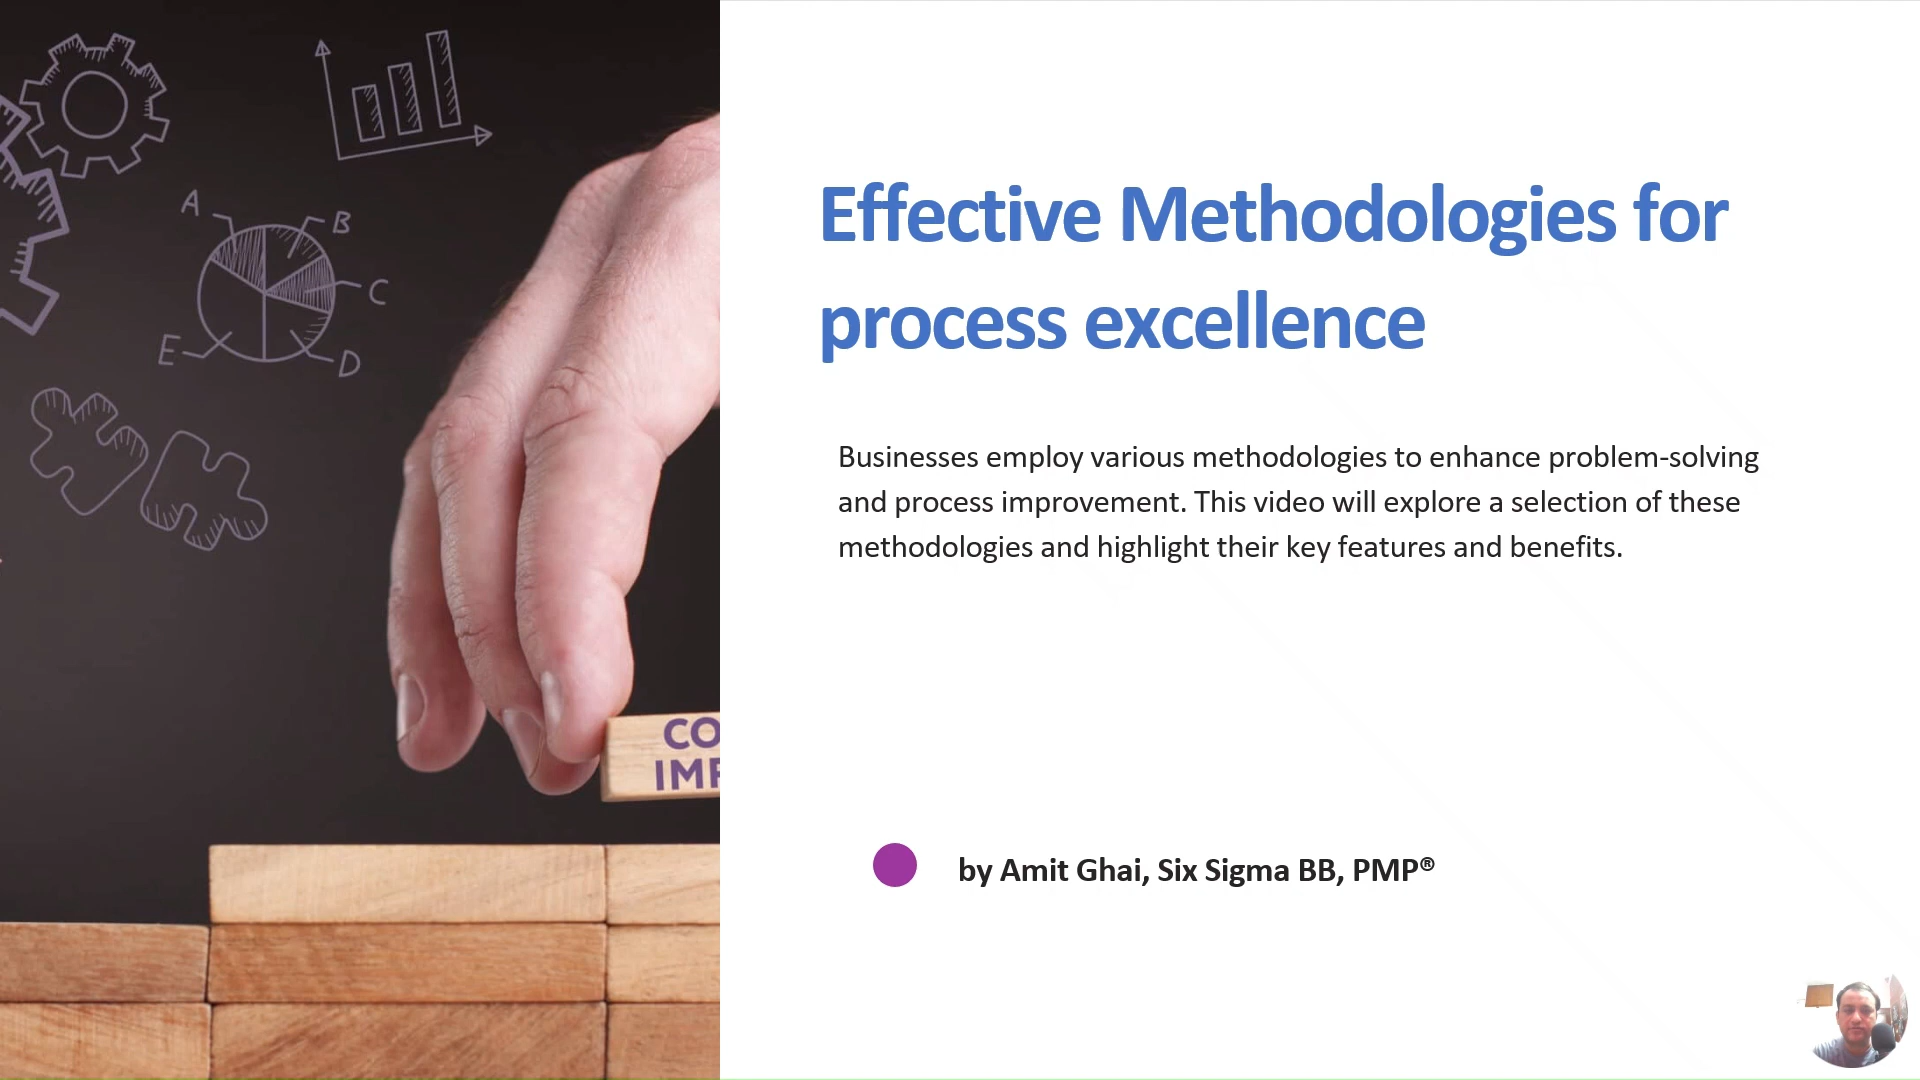 Effective Methodologies for
process excellence
Businesses employ various methodologies to enhance problem-solving
and process improvement. This video will explore a selection of these
methodologies and highlight their key features and benefits.
by Amit Ghai, Six Sigma BB, PMP®
A
B
C
D
E
CO
IMP